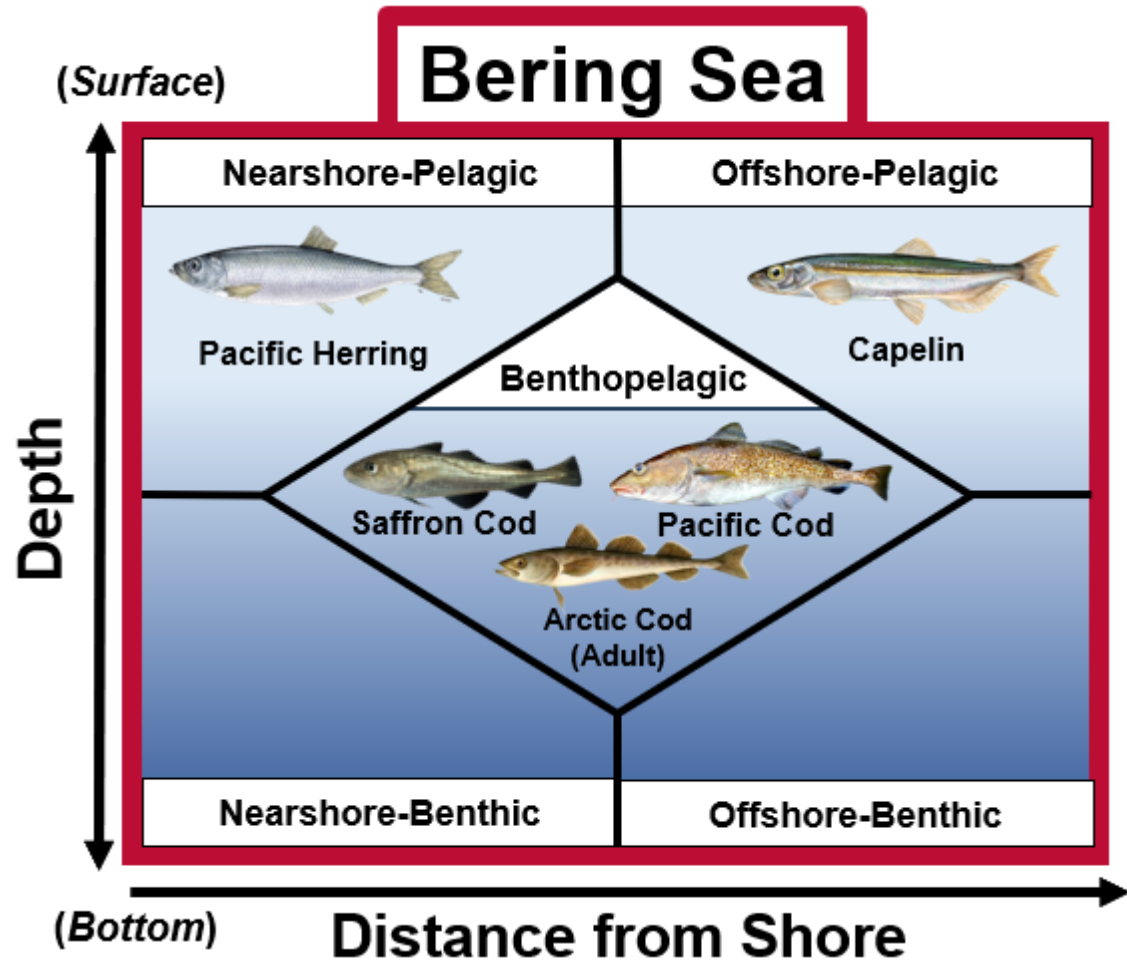 Bering Sea
(Surface)
Nearshore-Pelagic
Offshore-Pelagic
Pacific Herring
Capelin
Benthopelagic
Depth
Saffron Cod
Pacific Cod
Arctic Cod
(Adult)
Nearshore-Benthic
Offshore-Benthic
(Bottom)
Distance from Shore